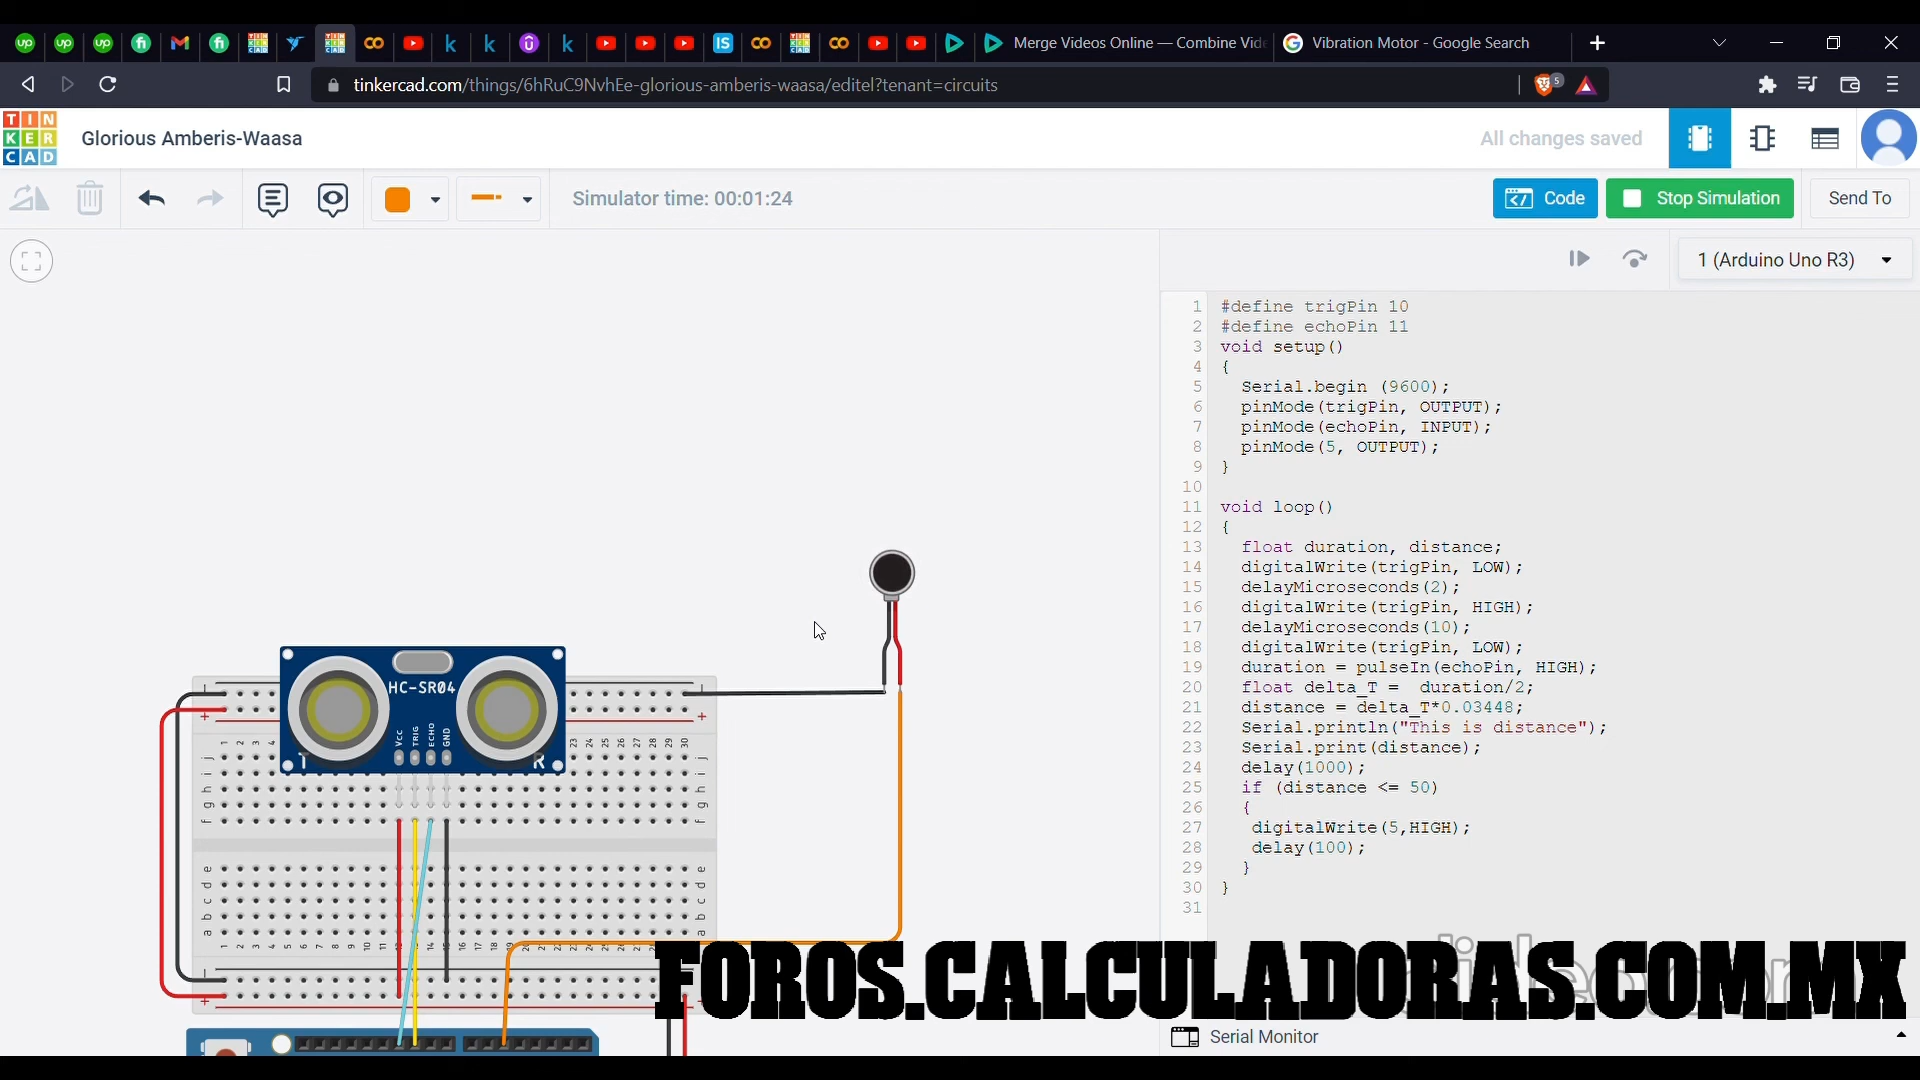 Merge Videos Online — Combine Vide
Vibration Motor - Google Search
tinkercad.com/things/6hRuC9NvhEe-glorious-amberis-waasa/editel?tenant=circuits
5
TIN
KER
CAD
Glorious Amberis-Waasa
All changes saved
Simulator time: 00:01:24
Code
Stop Simulation
Send To
1 (Arduino Uno R3)
1 #define trigPin 10
2 #define echoPin 11
3 void setup()
4 {
5 Serial.begin (9600);
6 pinMode(trigPin, OUTPUT);
7 pinMode(echoPin, INPUT);
8 pinMode(5, OUTPUT);
9 }
10
11 void loop()
12 {
13 float duration, distance;
14 digitalWrite(trigPin, LOW);
15 delayMicroseconds(2);
16 digitalWrite(trigPin, HIGH);
17 delayMicroseconds(10);
18 digitalWrite(trigPin, LOW);
19 duration = pulseIn(echoPin, HIGH);
20 float delta_T = duration/2;
21 distance = delta_T*0.03448;
22 Serial.println("This is distance");
23 Serial.print(distance);
24 delay(1000);
25 if (distance <= 50)
26 {
27 digitalWrite(5,HIGH);
28 delay(100);
29 }
30 }
31
HC-SR04
VCC
TRIG
ECHO
GND
T
R
FOROS.CALCULADORAS.COM.MX
Serial Monitor